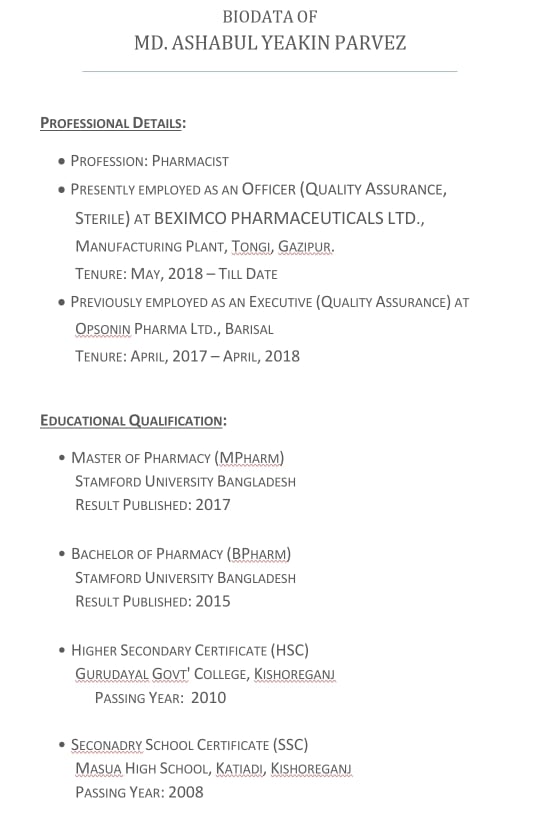 BIODATA OF
MD. ASHABUL YEAKIN PARVEZ
PROFESSIONAL DETAILS:
• PROFESSION: PHARMACIST
• PRESENTLY EMPLOYED AS AN OFFICER (QUALITY ASSURANCE,
STERILE) AT BEXIMCO PHARMACEUTICALS LTD.,
MANUFACTURING PLANT, TONGI, GAZIPUR.
TENURE: MAY, 2018 – TILL DATE
• PREVIOUSLY EMPLOYED AS AN EXECUTIVE (QUALITY ASSURANCE) AT
OPSONIN PHARMA LTD., BARISAL
TENURE: APRIL, 2017 – APRIL, 2018
EDUCATIONAL QUALIFICATION:
• MASTER OF PHARMACY (MPHARM)
STAMFORD UNIVERSITY BANGLADESH
RESULT PUBLISHED: 2017
• BACHELOR OF PHARMACY (BPHARM)
STAMFORD UNIVERSITY BANGLADESH
RESULT PUBLISHED: 2015
• HIGHER SECONDARY CERTIFICATE (HSC)
GURUDAYAL GOVT' COLLEGE, KISHOREGANJ
PASSING YEAR: 2010
• SECONADRY SCHOOL CERTIFICATE (SSC)
MASUA HIGH SCHOOL, KATIADI, KISHOREGANJ
PASSING YEAR: 2008